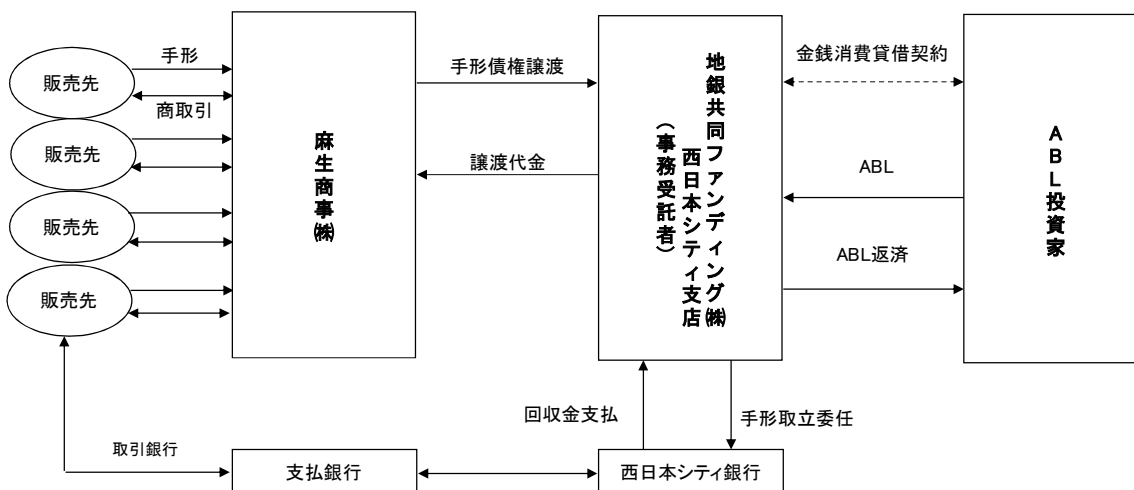 販売先
販売先
販売先
販売先
手形
商取引
麻生商事㈱
手形債権譲渡
譲渡代金
地銀共同ファンディング㈱
西日本シティ支店
(事務受託者)
金銭消費貸借契約
ABL
ABL返済
ABL投資家
回収金支払
手形取立委任
取引銀行
支払銀行
西日本シティ銀行